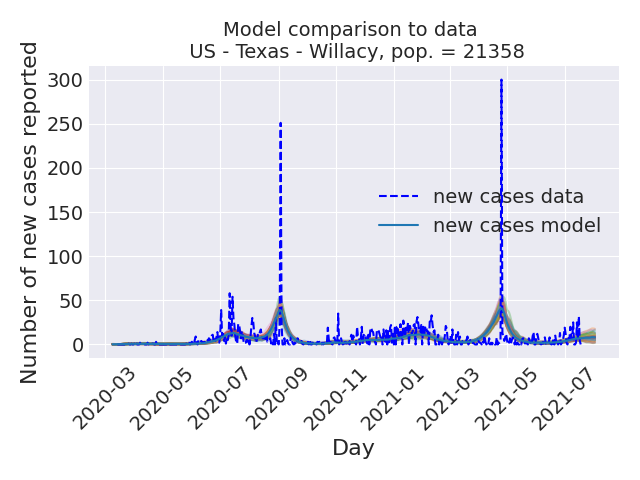 Model comparison to data
US - Texas - Willacy, pop. = 21358
Number of new cases reported
300
250
200
150
100
50
0
new cases data
new cases model
2020-03
2020-05
2020-07
2020-09
2020-11
2021-01
2021-03
2021-05
2021-07
Day